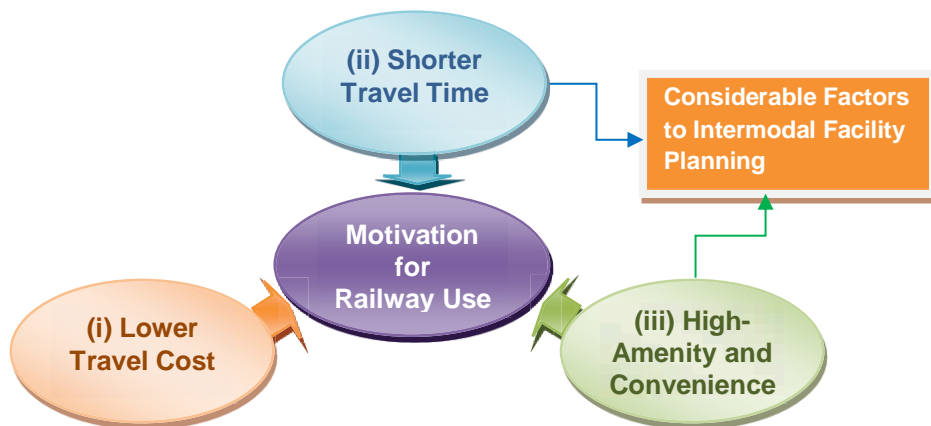 (ii) Shorter
Travel Time
Considerable Factors
to Intermodal Facility
Planning
Motivation
for
Railway Use
(i) Lower
Travel Cost
(iii) High-
Amenity and
Convenience